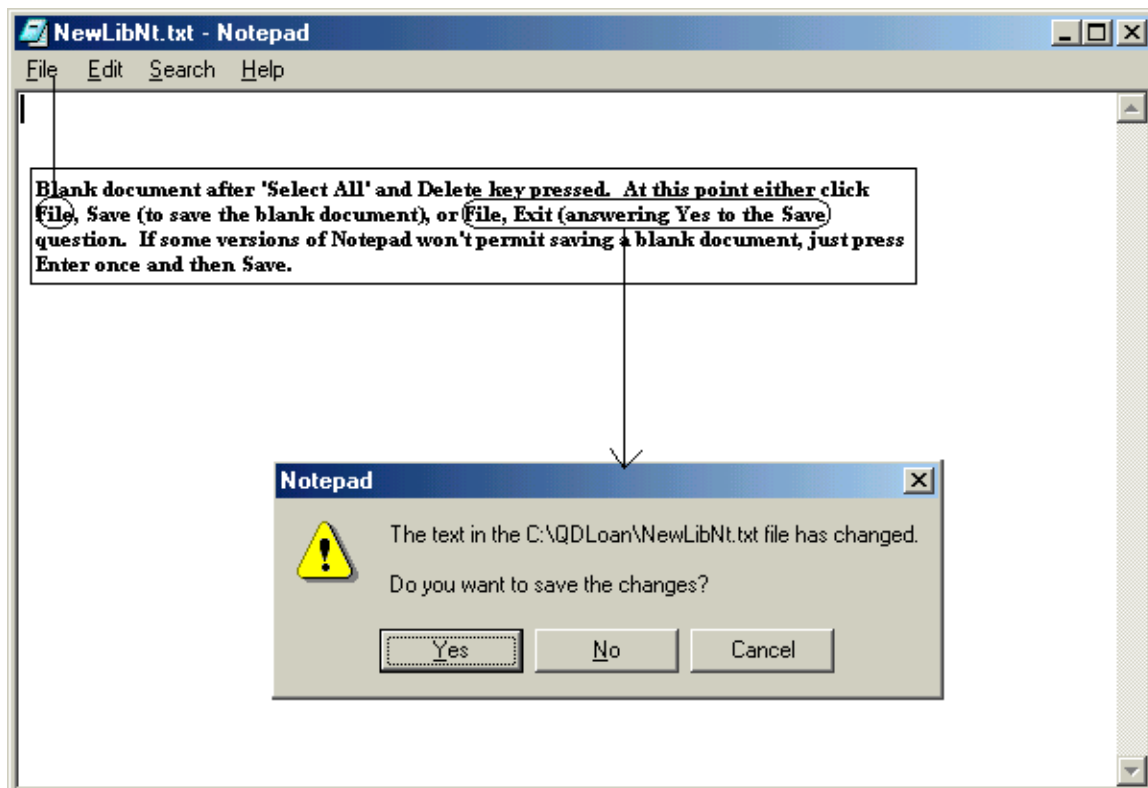 NewLibNt.txt - Notepad
File Edit Search Help
Blank document after 'Select All' and Delete key pressed.  At this point either click
File, Save (to save the blank document), or File, Exit (answering Yes to the Save
question.  If some versions of Notepad won't permit saving a blank document, just press
Enter once and then Save.
Notepad
The text in the C:\QDLoan\NewLibNt.txt file has changed.
Do you want to save the changes?
Yes No Cancel